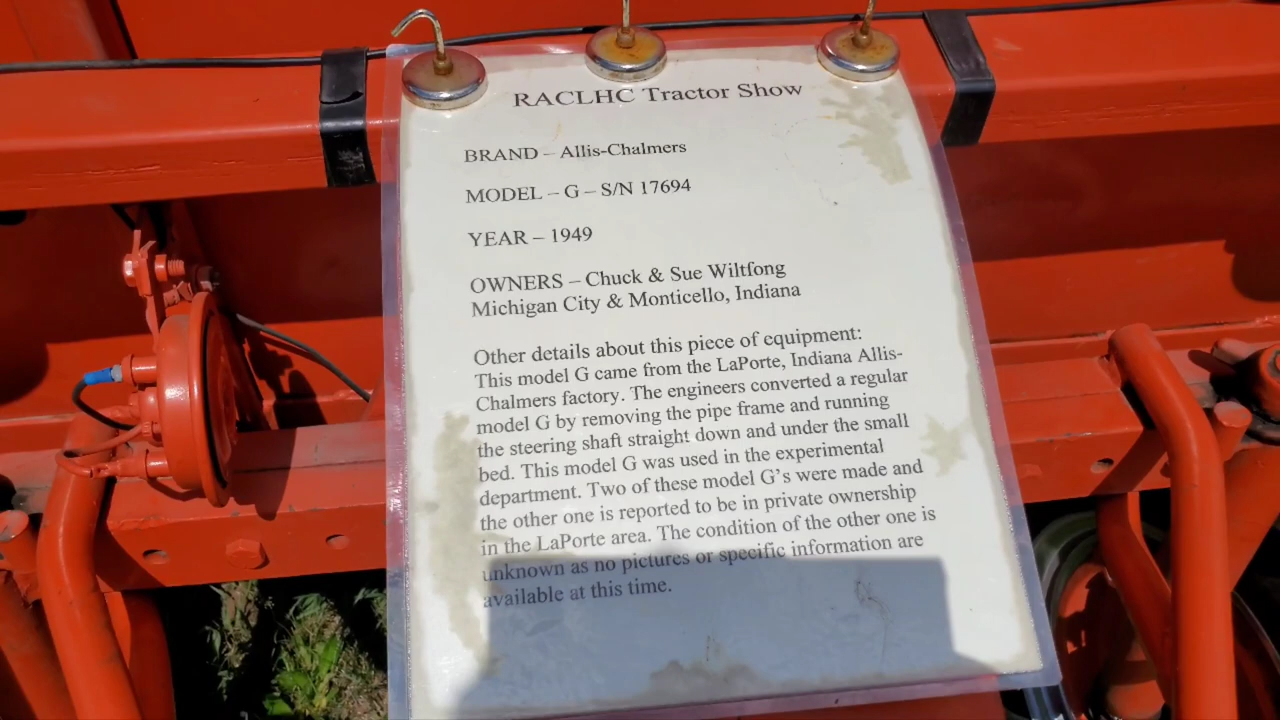 RACLHC Tractor Show
BRAND – Allis-Chalmers
MODEL – G – S/N 17694
YEAR – 1949
OWNERS – Chuck & Sue Wiltfong
Michigan City & Monticello, Indiana
Other details about this piece of equipment:
This model G came from the LaPorte, Indiana Allis-
Chalmers factory. The engineers converted a regular
model G by removing the pipe frame and running
the steering shaft straight down and under the small
bed. This model G was used in the experimental
department. Two of these model G's were made and
the other one is reported to be in private ownership
in the LaPorte area. The condition of the other one is
unknown as no pictures or specific information are
available at this time.